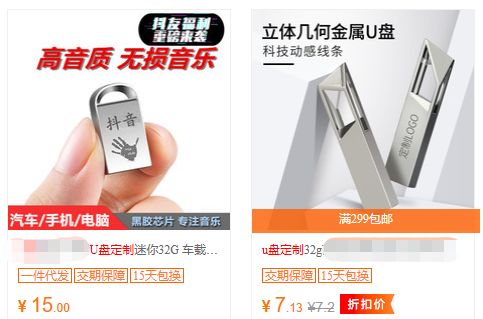 抖友福利
重磅来袭
高音质 无损音乐
抖音
汽车/手机/电脑
黑胶芯片 专注音乐
U盘定制迷你32G 车载…
一件代发 交期保障 15天包换
¥ 15.00
立体几何金属U盘
科技动感线条
定制LOGO
满299包邮
u盘定制32g
交期保障 15天包换
¥ 7.13 ¥7.2 折扣价